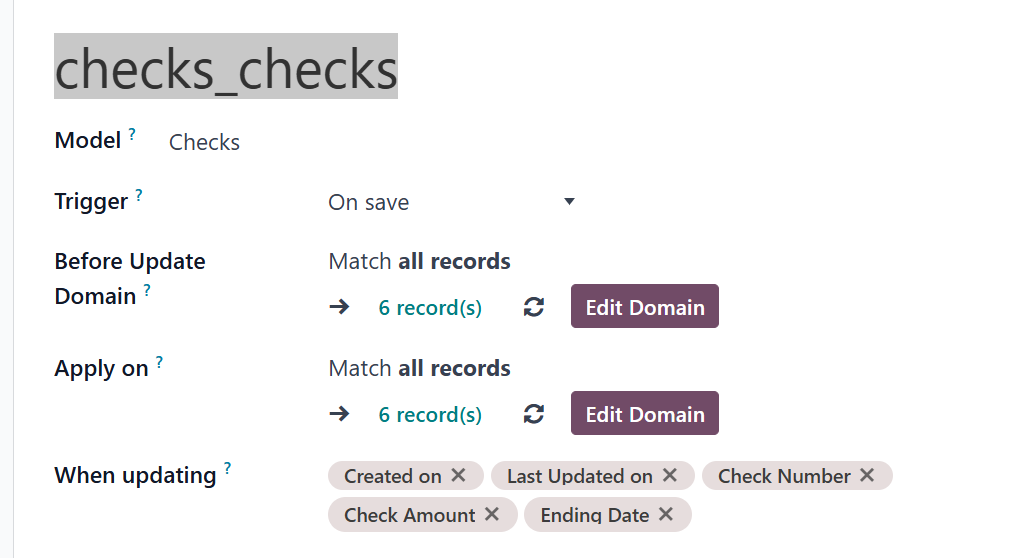 checks_checks
Model ? Checks
Trigger ? On save
Before Update Domain ? Match all records
6 record(s) Edit Domain
Apply on ? Match all records
6 record(s) Edit Domain
When updating ? Created on × Last Updated on × Check Number ×
Check Amount × Ending Date ×